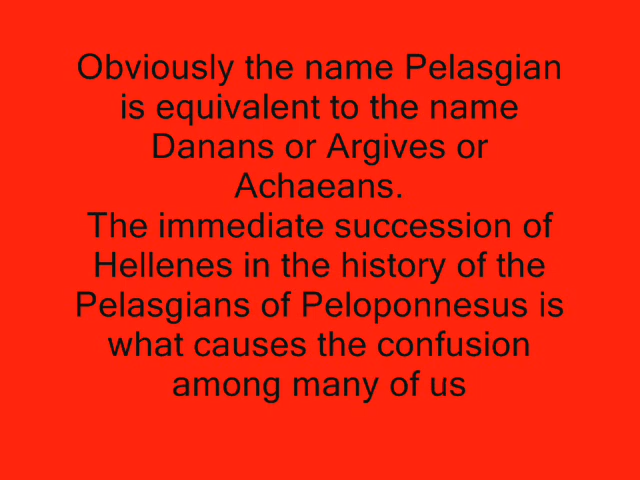 Obviously the name Pelasgian
is equivalent to the name
Danans or Argives or
Achaeans.
The immediate succession of
Hellenes in the history of the
Pelasgians of Peloponnesus is
what causes the confusion
among many of us